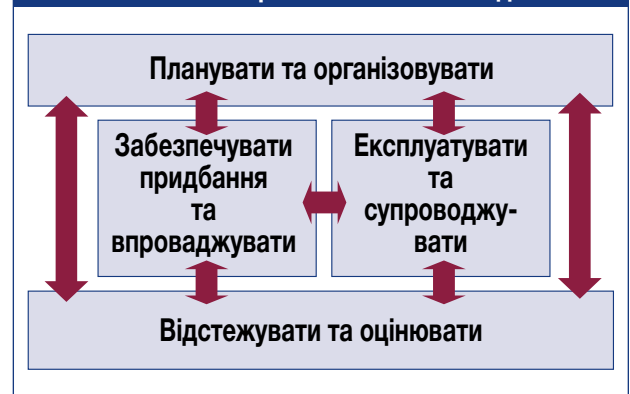 Планувати та організовувати
Забезпечувати
придбання
та
впроваджувати
Експлуатувати
та
супроводжу-
вати
Відстежувати та оцінювати